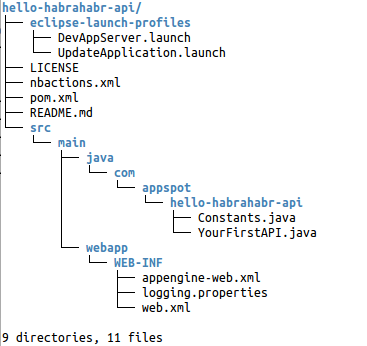 hello-habrahabr-api/
eclipse-launch-profiles
DevAppServer.launch
UpdateApplication.launch
LICENSE
nbactions.xml
pom.xml
README.md
src
main
java
com
appspot
hello-habrahabr-api
Constants.java
YourFirstAPI.java
webapp
WEB-INF
appengine-web.xml
logging.properties
web.xml
9 directories, 11 files